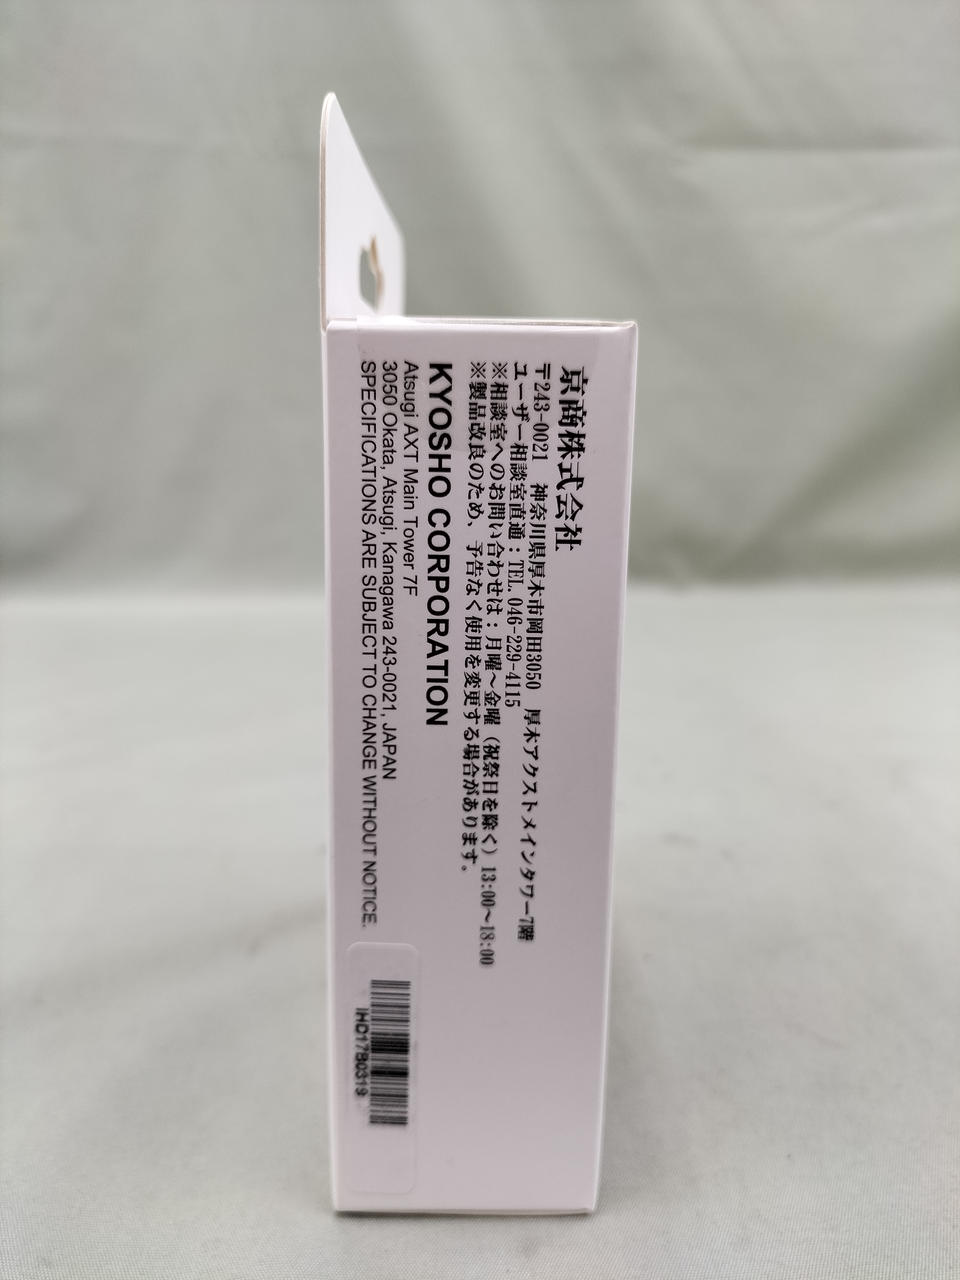 京商株式会社
〒243-0021 神奈川県厚木市岡田3050 厚木アクストメインタワー7階
ユーザー相談室直通：TEL. 046-229-4115
※相談室へのお問い合わせは：月曜～金曜（祝祭日を除く）13:00～18:00
※製品改良のため、予告なく使用を変更する場合があります。
KYOSHO CORPORATION
Atsugi AXT Main Tower 7F
3050 Okata, Atsugi, Kanagawa 243-0021, JAPAN
SPECIFICATIONS ARE SUBJECT TO CHANGE WITHOUT NOTICE.
IHD17B0319